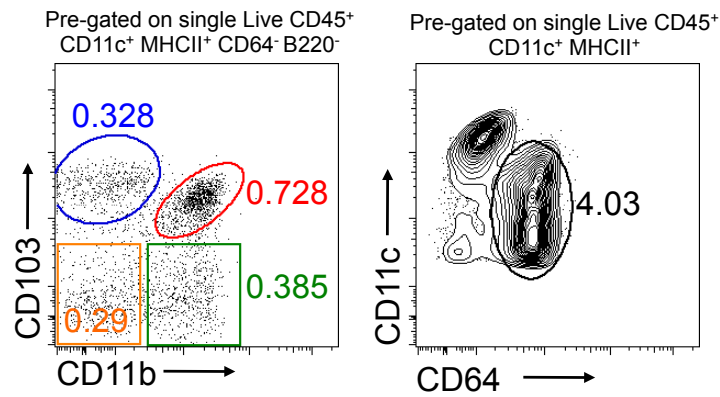 Pre-gated on single Live CD45⁺
CD11c⁺ MHCII⁺ CD64⁻ B220⁻
0.328
0.728
0.385
0.29
CD103
CD11b
Pre-gated on single Live CD45⁺
CD11c⁺ MHCII⁺
4.03
CD11c
CD64